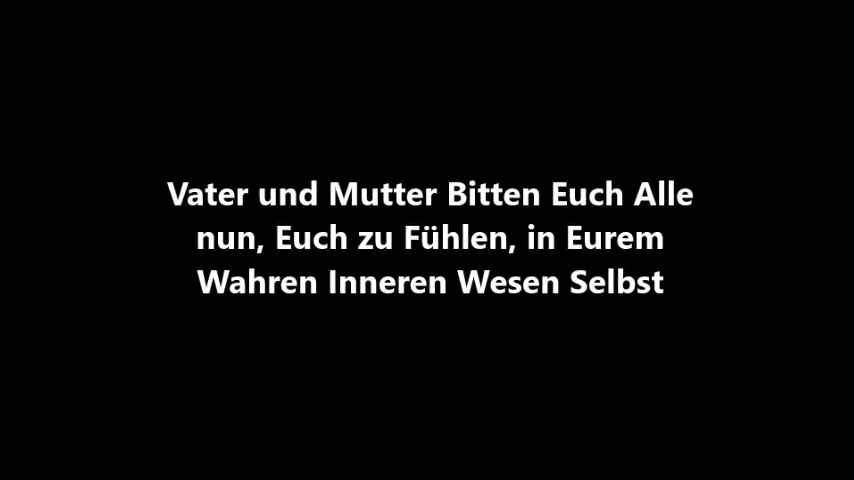 Vater und Mutter Bitten Euch Alle
nun, Euch zu Fühlen, in Eurem
Wahren Inneren Wesen Selbst